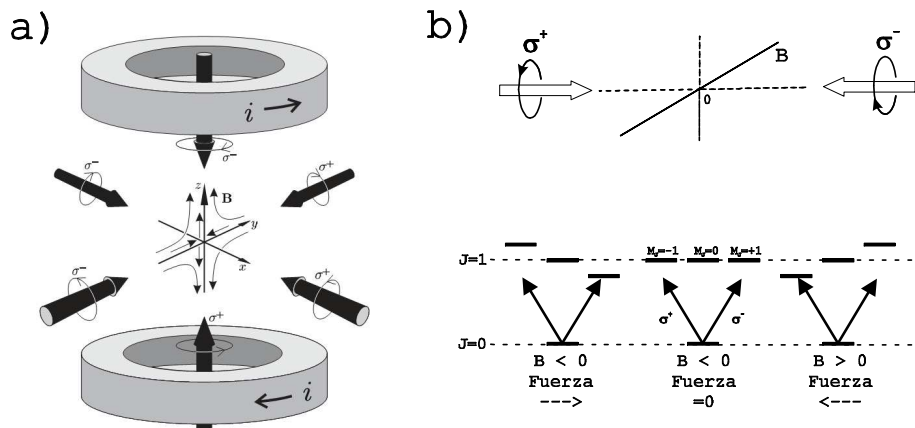 a)
i
σ⁻
σ⁻
σ⁺
z
B
y
x
σ⁻
σ⁺
σ⁺
i
b)
σ⁺
σ⁻
B
0
M_J=-1 M_J=0 M_J=+1
J=1
σ⁺ σ⁻
J=0
B < 0 B < 0 B > 0
Fuerza Fuerza Fuerza
---> =0 <---